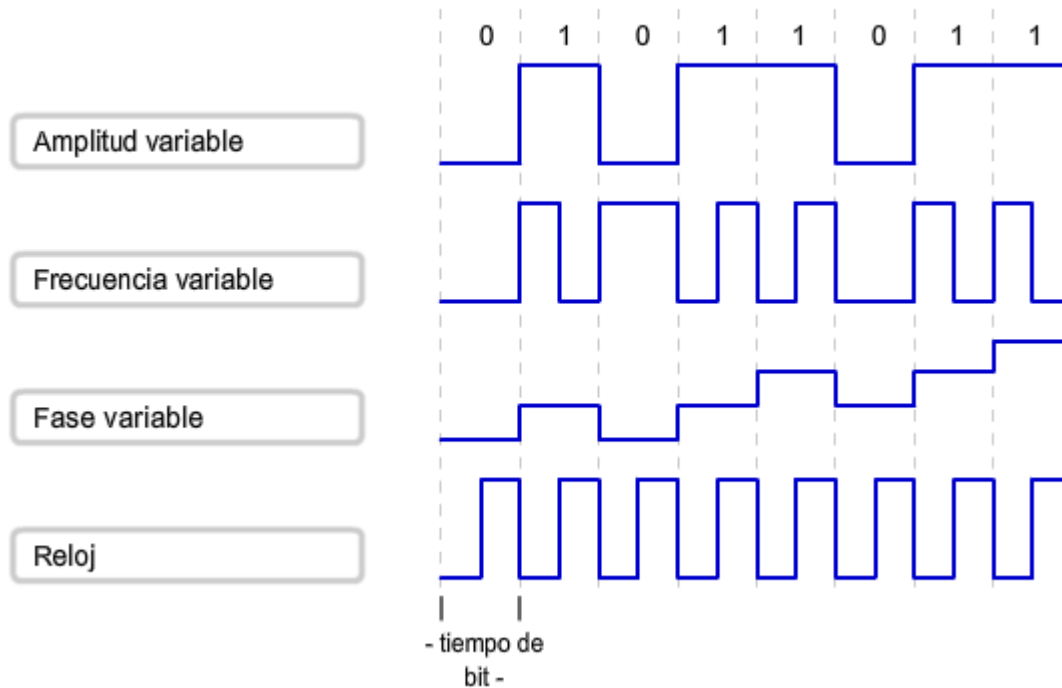 0 1 0 1 1 0 1 1
Amplitud variable
Frecuencia variable
Fase variable
Reloj
- tiempo de
bit -